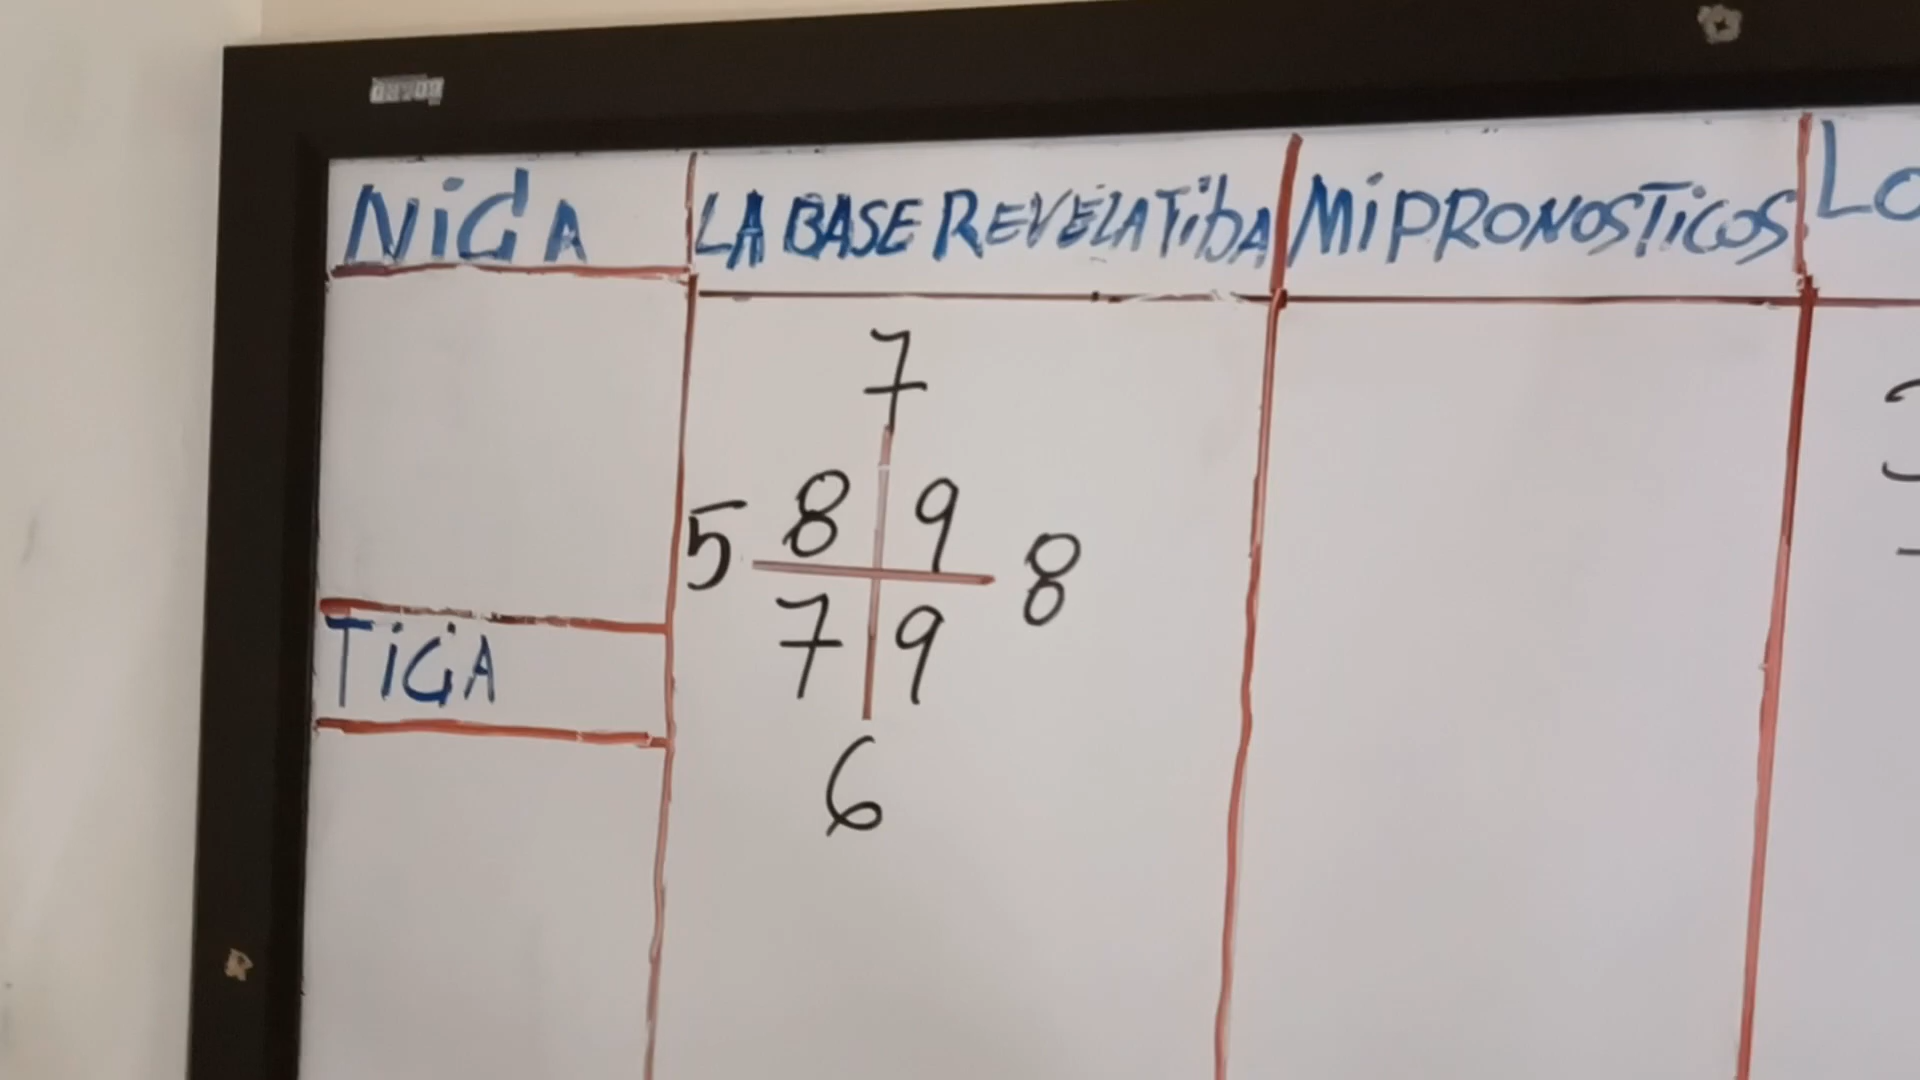 NIGA LA BASE REVELATIbA MI PRONOSTICOS LO
7
8 9
5 8
7 9
6
TIGA